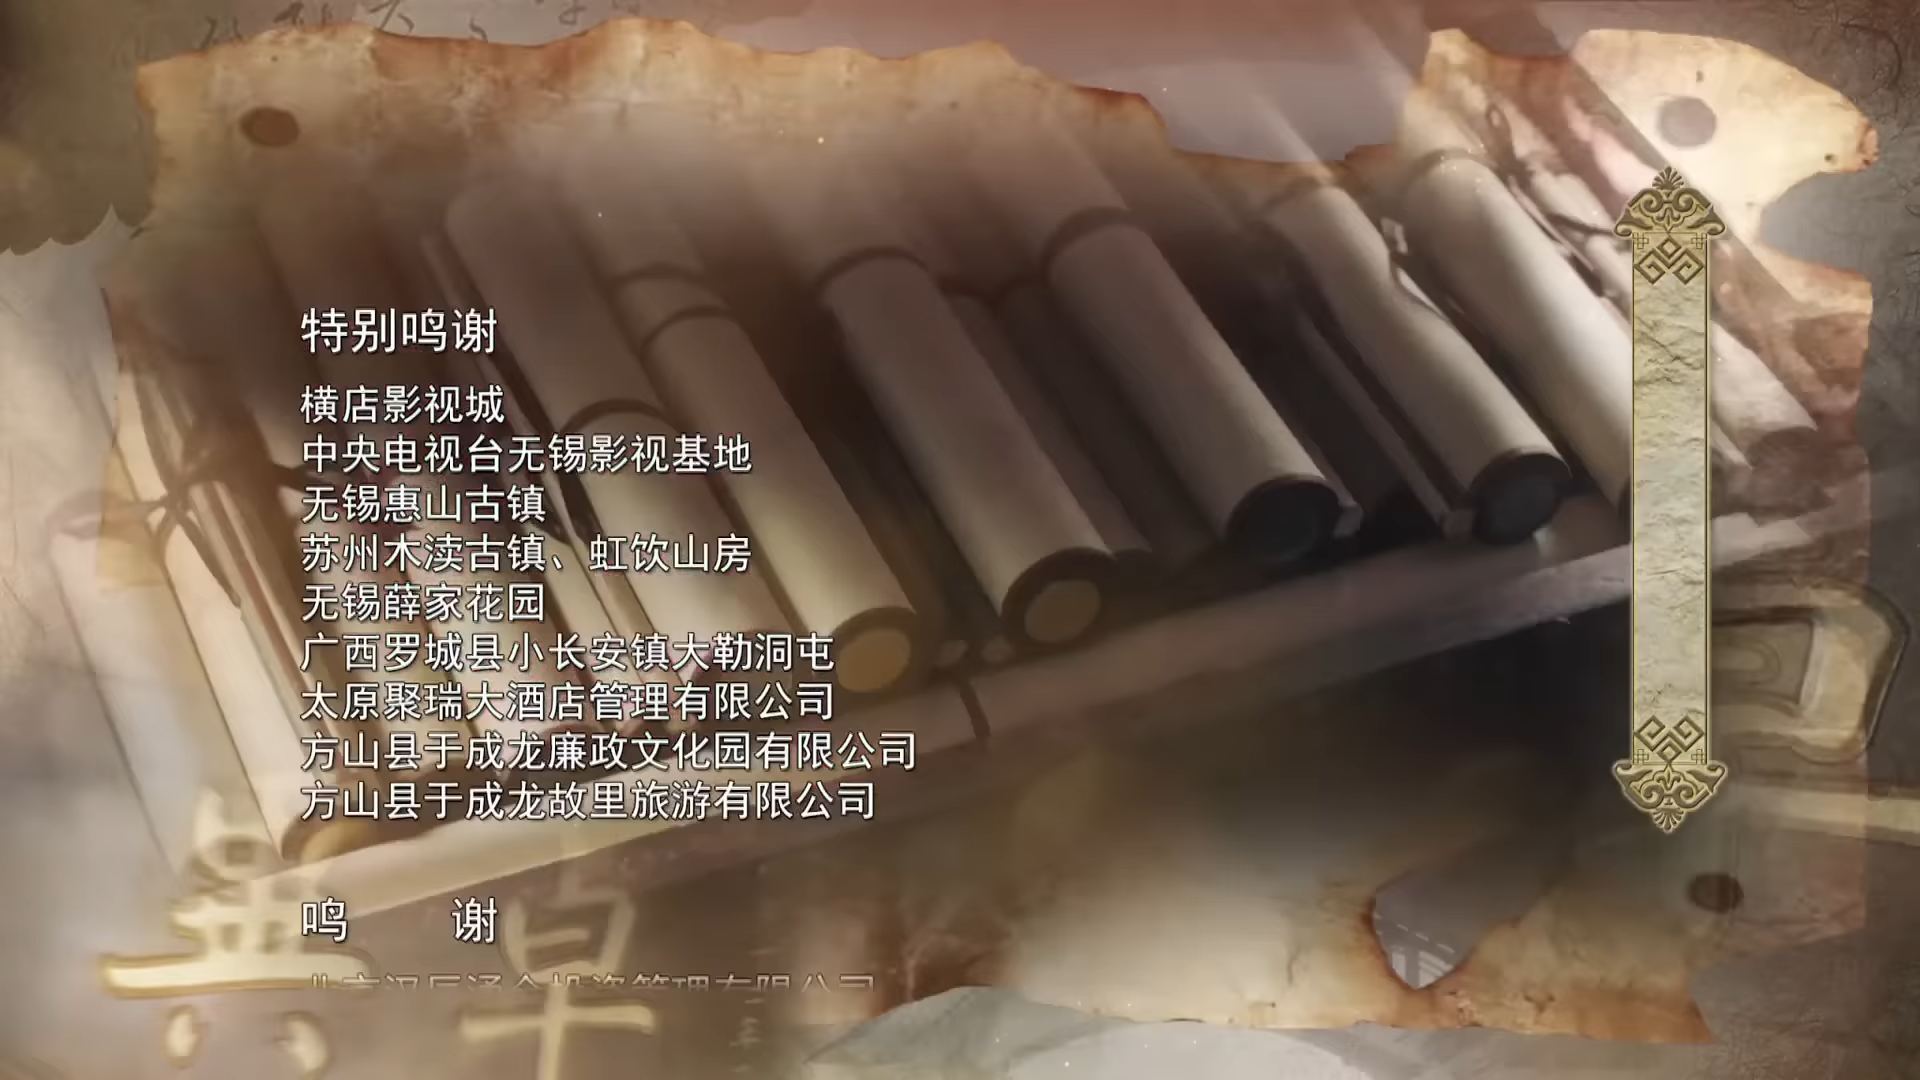 特别鸣谢
横店影视城
中央电视台无锡影视基地
无锡惠山古镇
苏州木渎古镇、虹饮山房
无锡薛家花园
广西罗城县小长安镇大勒洞屯
太原聚瑞大酒店管理有限公司
方山县于成龙廉政文化园有限公司
方山县于成龙故里旅游有限公司
鸣 谢